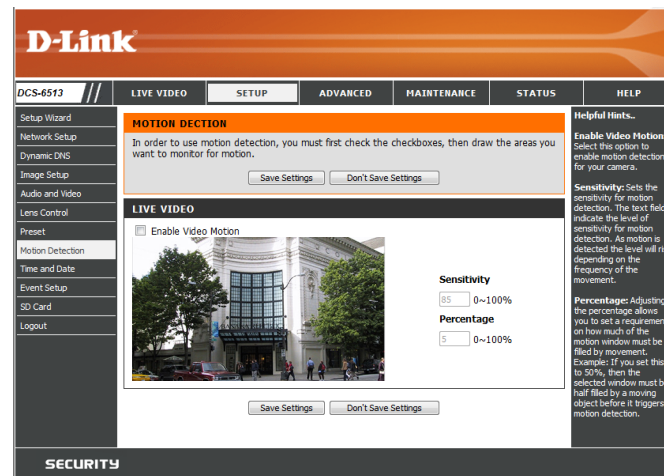 D-Link
DCS-6513
LIVE VIDEO
SETUP
ADVANCED
MAINTENANCE
STATUS
HELP
Setup Wizard
Network Setup
Dynamic DNS
Image Setup
Audio and Video
Lens Control
Preset
Motion Detection
Time and Date
Event Setup
SD Card
Logout
MOTION DECTION
In order to use motion detection, you must first check the checkboxes, then draw the areas you
want to monitor for motion.
Save Settings
Don't Save Settings
LIVE VIDEO
Enable Video Motion
Sensitivity
85 0~100%
Percentage
5 0~100%
Save Settings
Don't Save Settings
Helpful Hints..
Enable Video Motion:
Select this option to
enable motion detection
for your camera.
Sensitivity: Sets the
sensitivity for motion
detection. The text field
indicate the level of
sensitivity for motion
detection. As motion is
detected the level will ri
depending on the
frequency of the
movement.
Percentage: Adjusting
the percentage allows
you to set a requiremen
on how much of the
motion window must be
filled by movement.
Example: If you set this
to 50%, then the
selected window must b
half filled by a moving
object before it triggers
motion detection.
SECURITY